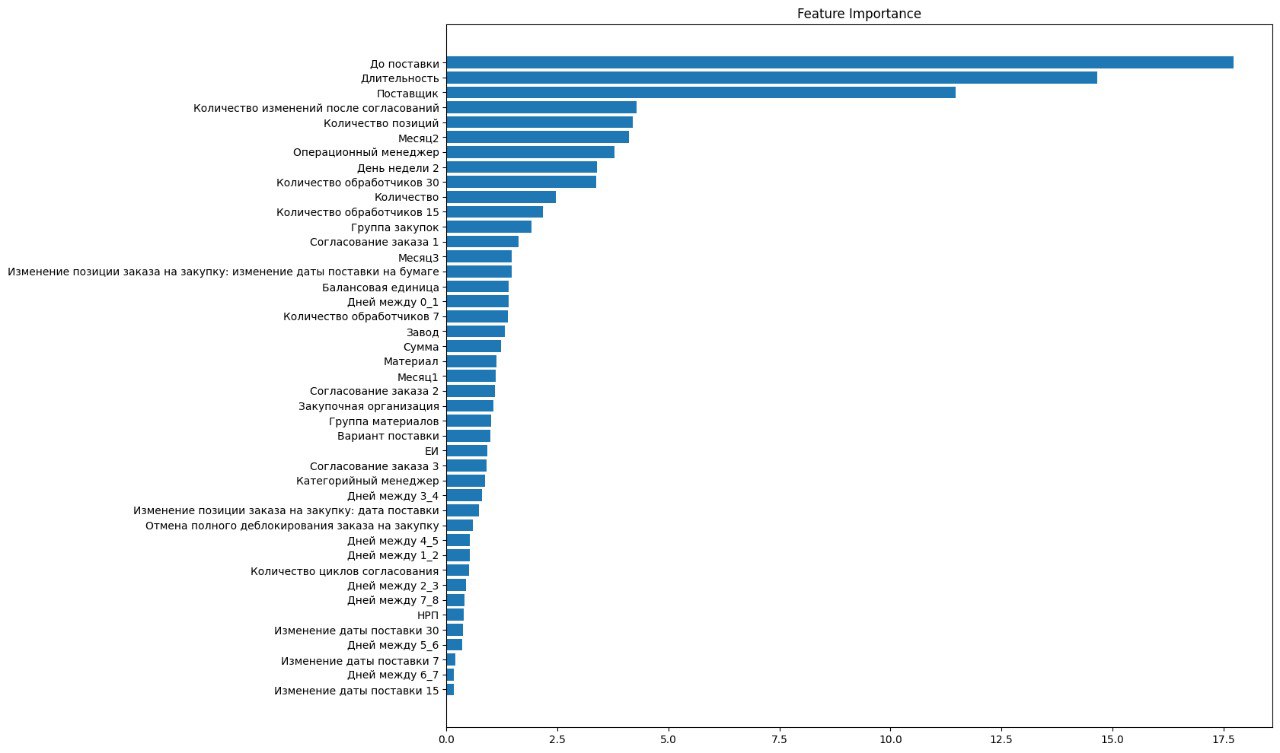 Feature Importance
До поставки
Длительность
Поставщик
Количество изменений после согласований
Количество позиций
Месяц2
Операционный менеджер
День недели 2
Количество обработчиков 30
Количество
Количество обработчиков 15
Группа закупок
Согласование заказа 1
Месяц3
Изменение позиции заказа на закупку: изменение даты поставки на бумаге
Балансовая единица
Дней между 0_1
Количество обработчиков 7
Завод
Сумма
Материал
Месяц1
Согласование заказа 2
Закупочная организация
Группа материалов
Вариант поставки
ЕИ
Согласование заказа 3
Категорийный менеджер
Дней между 3_4
Изменение позиции заказа на закупку: дата поставки
Отмена полного деблокирования заказа на закупку
Дней между 4_5
Дней между 1_2
Количество циклов согласования
Дней между 2_3
Дней между 7_8
НРП
Изменение даты поставки 30
Дней между 5_6
Изменение даты поставки 7
Дней между 6_7
Изменение даты поставки 15
0.0 2.5 5.0 7.5 10.0 12.5 15.0 17.5